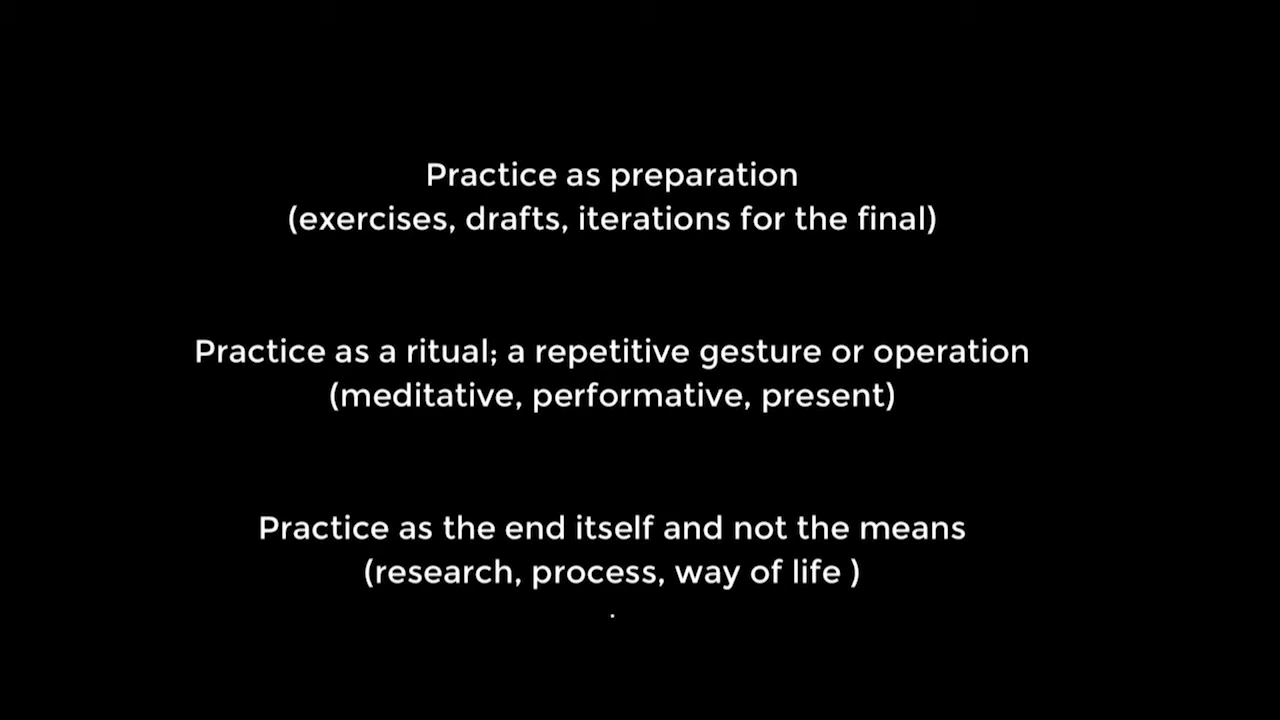 Practice as preparation
(exercises, drafts, iterations for the final)
Practice as a ritual; a repetitive gesture or operation
(meditative, performative, present)
Practice as the end itself and not the means
(research, process, way of life )
.